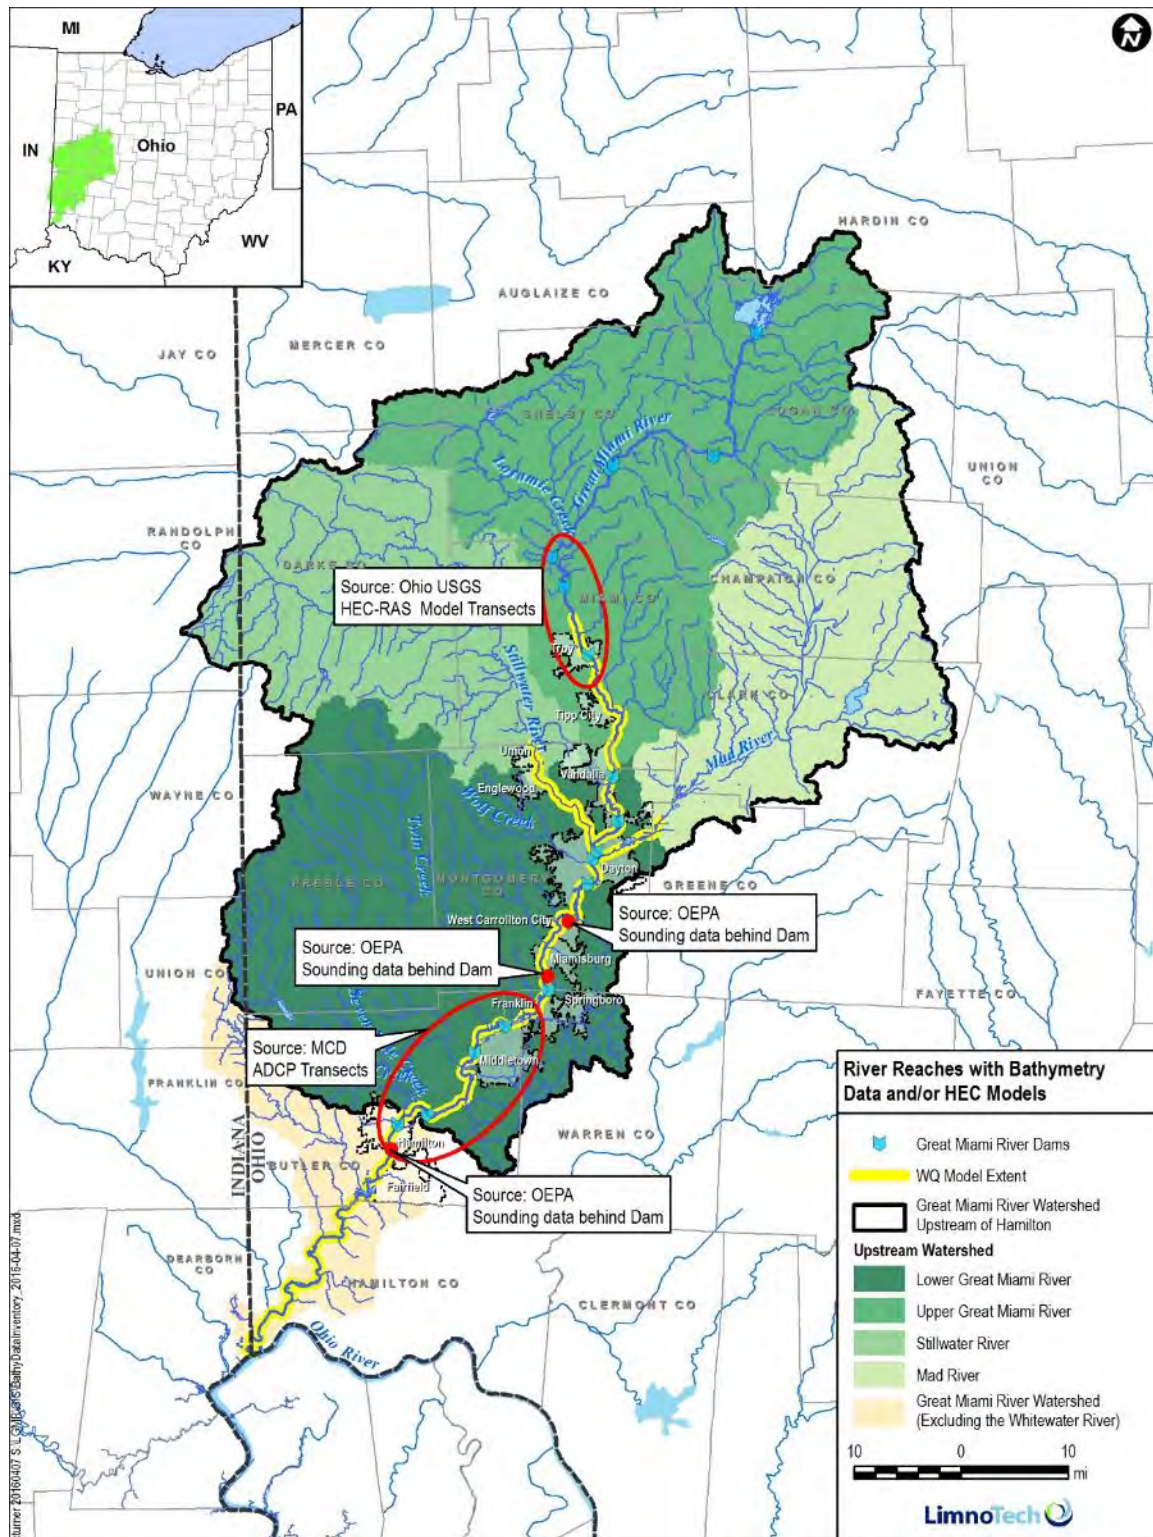 MI
PA
IN
Ohio
WV
KY
N
HARDIN CO
AUGLAIZE CO
MERCER CO
JAY CO
SHELBY CO
LOGAN CO
Great Miami River
Loramie Creek
UNION
CO
RANDOLPH
CO
DARKE CO
CHAMPAIGN CO
Source: Ohio USGS
HEC-RAS Model Transects
MIAMI CO
Troy
Stillwater River
CLARK CO
Tipp City
Mad River
Union
Vandalia
Englewood
WAYNE CO
Wolf Creek
Twin Creek
Dayton
PREBLE CO
MONTGOMERY
CO
GREENE CO
West Carrollton City
Source: OEPA
Sounding data behind Dam
Source: OEPA
Sounding data behind Dam
Miamisburg
UNION CO
Franklin
Springboro
FAYETTE CO
Source: MCD
ADCP Transects
Middletown
Creek
FRANKLIN CO
WARREN CO
Hamilton
INDIANA
OHIO
BUTLER CO
Fairfield
Source: OEPA
Sounding data behind Dam
DEARBORN
CO
HAMILTON CO
CLERMONT CO
Ohio River
River Reaches with Bathymetry
Data and/or HEC Models
Great Miami River Dams
WQ Model Extent
Great Miami River Watershed
Upstream of Hamilton
Upstream Watershed
Lower Great Miami River
Upper Great Miami River
Stillwater River
Mad River
Great Miami River Watershed
(Excluding the Whitewater River)
10 0 10
mi
LimnoTech